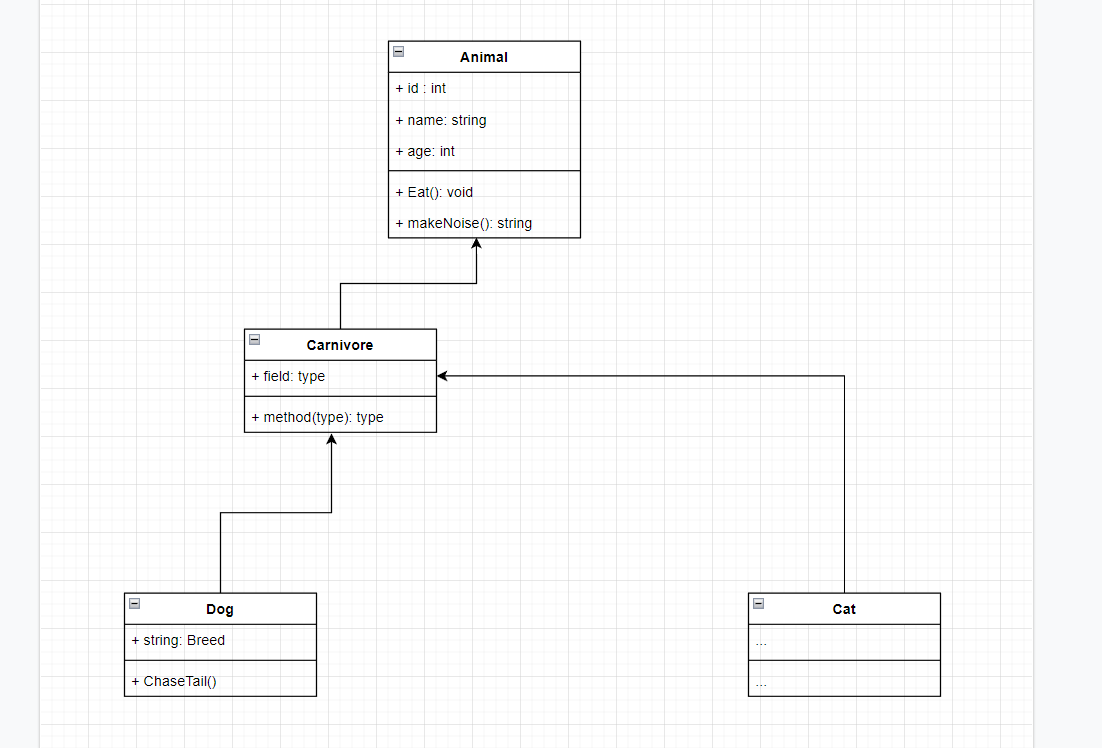 Animal
+ id : int
+ name: string
+ age: int
+ Eat(): void
+ makeNoise(): string
Carnivore
+ field: type
+ method(type): type
Dog
+ string: Breed
+ ChaseTail()
Cat
...
...